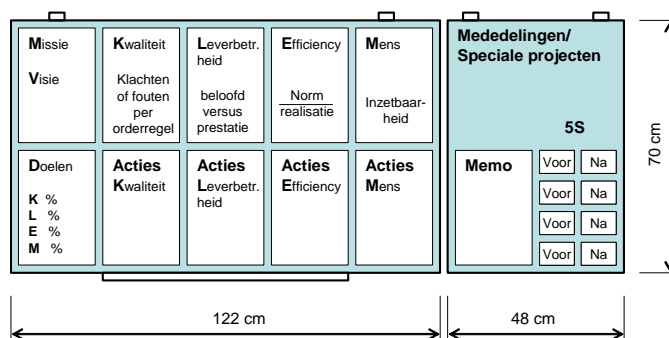 Missie
Visie
Kwaliteit
Klachten
of fouten
per
orderregel
Leverbetr.
heid
beloofd
versus
prestatie
Efficiency
Norm
realisatie
Mens
Inzetbaar-
heid
Doelen
K %
L %
E %
M %
Acties
Kwaliteit
Acties
Leverbetr.
heid
Acties
Efficiency
Acties
Mens
Mededelingen/
Speciale projecten
5S
Memo
Voor Na
Voor Na
Voor Na
Voor Na
70 cm
122 cm
48 cm